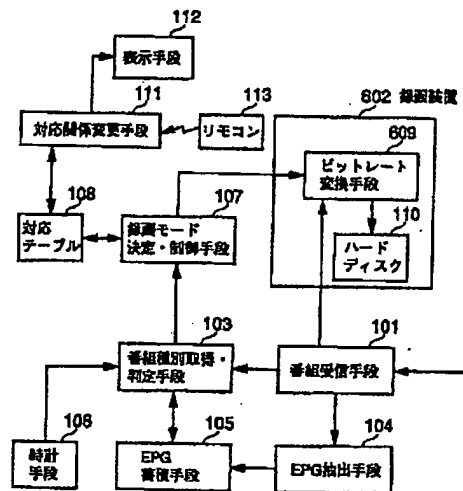 112
表示手段
111
対応関係変更手段
113
リモコン
602 録画装置
609
ビットレート
変換手段
110
ハード
ディスク
108
対応
テーブル
107
録画モード
決定・制御手段
103
番組種別取得・
判定手段
101
番組受信手段
106
時計
手段
105
EPG
蓄積手段
104
EPG抽出手段